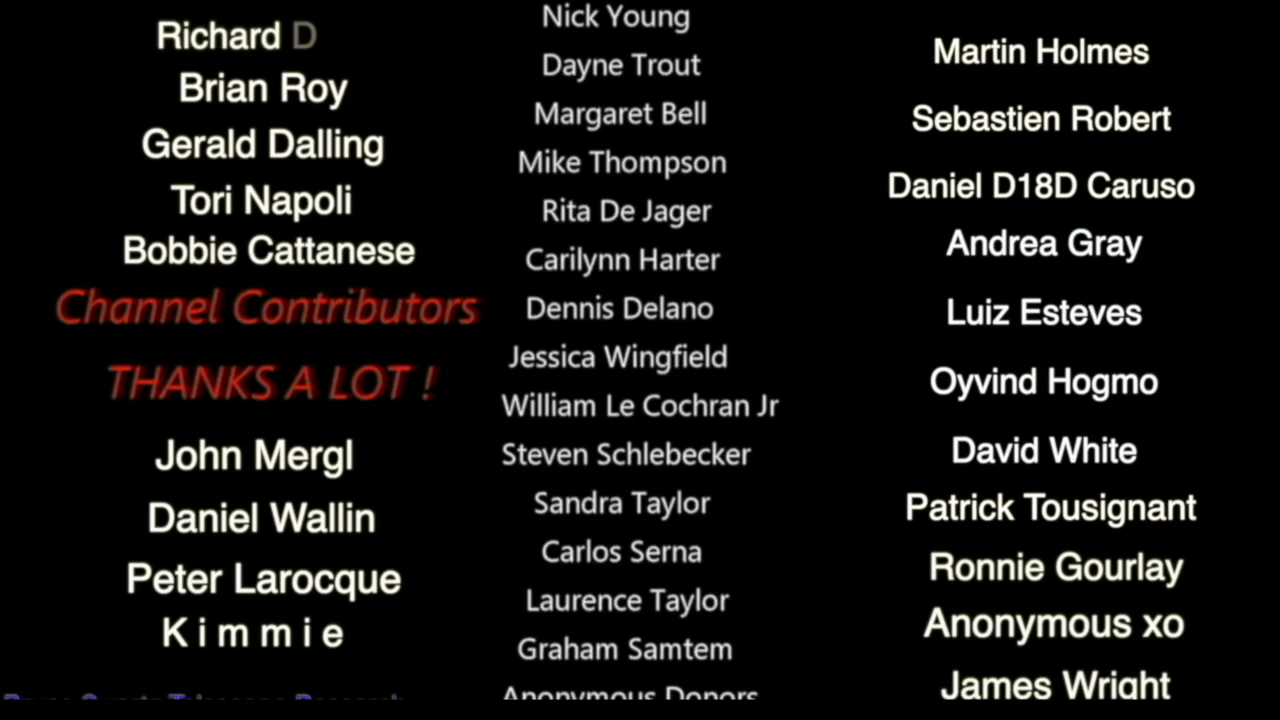 Richard D
Brian Roy
Gerald Dalling
Tori Napoli
Bobbie Cattanese
Channel Contributors
THANKS A LOT !
John Mergl
Daniel Wallin
Peter Larocque
K i m m i e
Nick Young
Dayne Trout
Margaret Bell
Mike Thompson
Rita De Jager
Carilynn Harter
Dennis Delano
Jessica Wingfield
William Le Cochran Jr
Steven Schlebecker
Sandra Taylor
Carlos Serna
Laurence Taylor
Graham Samtem
Anonymous Donors
Martin Holmes
Sebastien Robert
Daniel D18D Caruso
Andrea Gray
Luiz Esteves
Oyvind Hogmo
David White
Patrick Tousignant
Ronnie Gourlay
Anonymous xo
James Wright